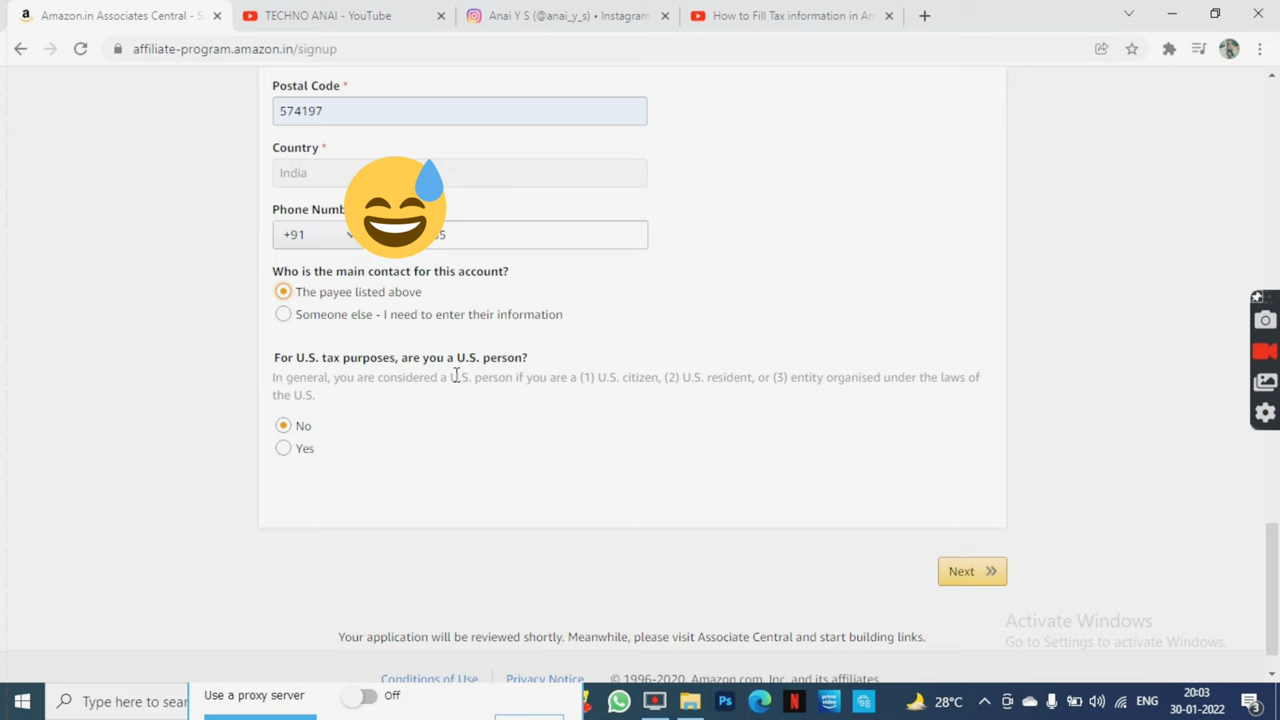 Amazon.in Associates Central - S
TECHNO ANAI - YouTube
Anai Y S (@anai_y_s) • Instagram
How to Fill Tax information in Am
affiliate-program.amazon.in/signup
Postal Code *
574197
Country *
India
Phone Numb
+91
55
Who is the main contact for this account?
The payee listed above
Someone else - I need to enter their information
For U.S. tax purposes, are you a U.S. person?
In general, you are considered a U.S. person if you are a (1) U.S. citizen, (2) U.S. resident, or (3) entity organised under the laws of
the U.S.
No
Yes
Next
Activate Windows
Go to Settings to activate Windows.
Your application will be reviewed shortly. Meanwhile, please visit Associate Central and start building links.
Conditions of Use | Privacy Notice © 1996-2020, Amazon.com, Inc. and its affiliates
Type here to sear
Use a proxy server
Off
Ps
prime video
28°C
ENG
20:03
30-01-2022
3